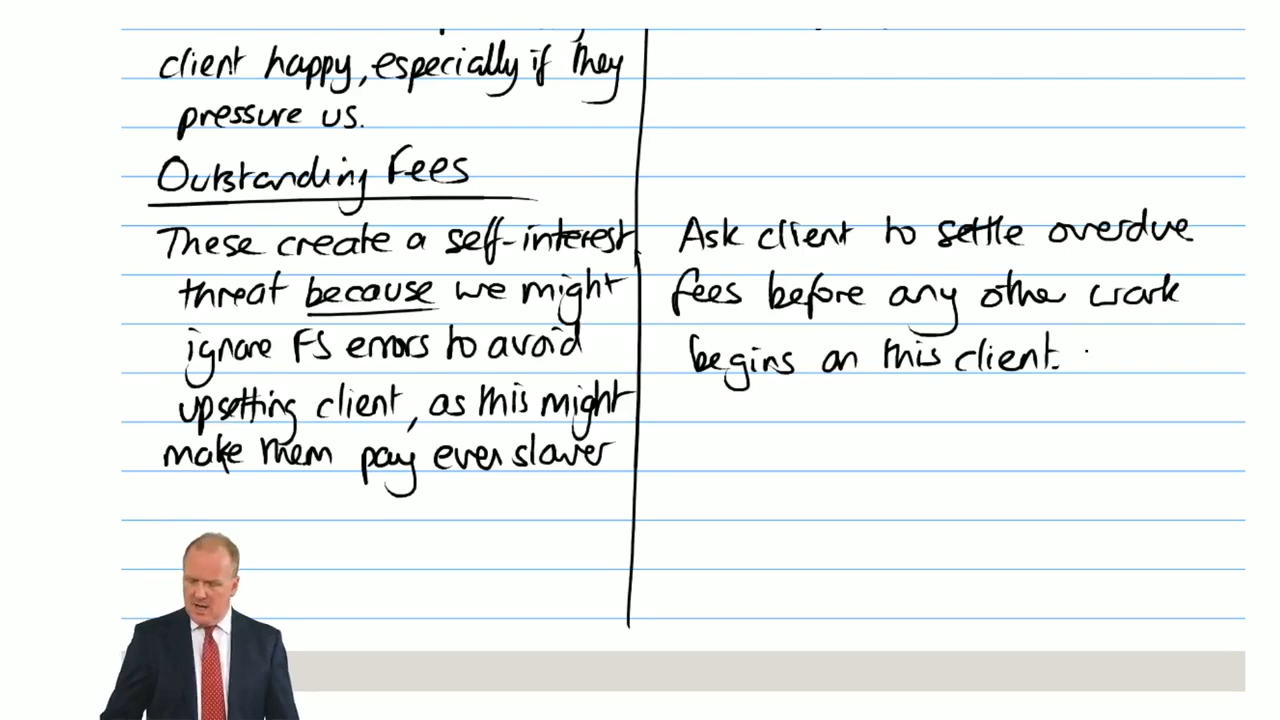 client happy, especially if they
pressure us.
Outstanding Fees
These create a self-interest
threat because we might
ignore FS errors to avoid
upsetting client, as this might
make them pay even slower
Ask client to settle overdue
fees before any other work
begins on this client.